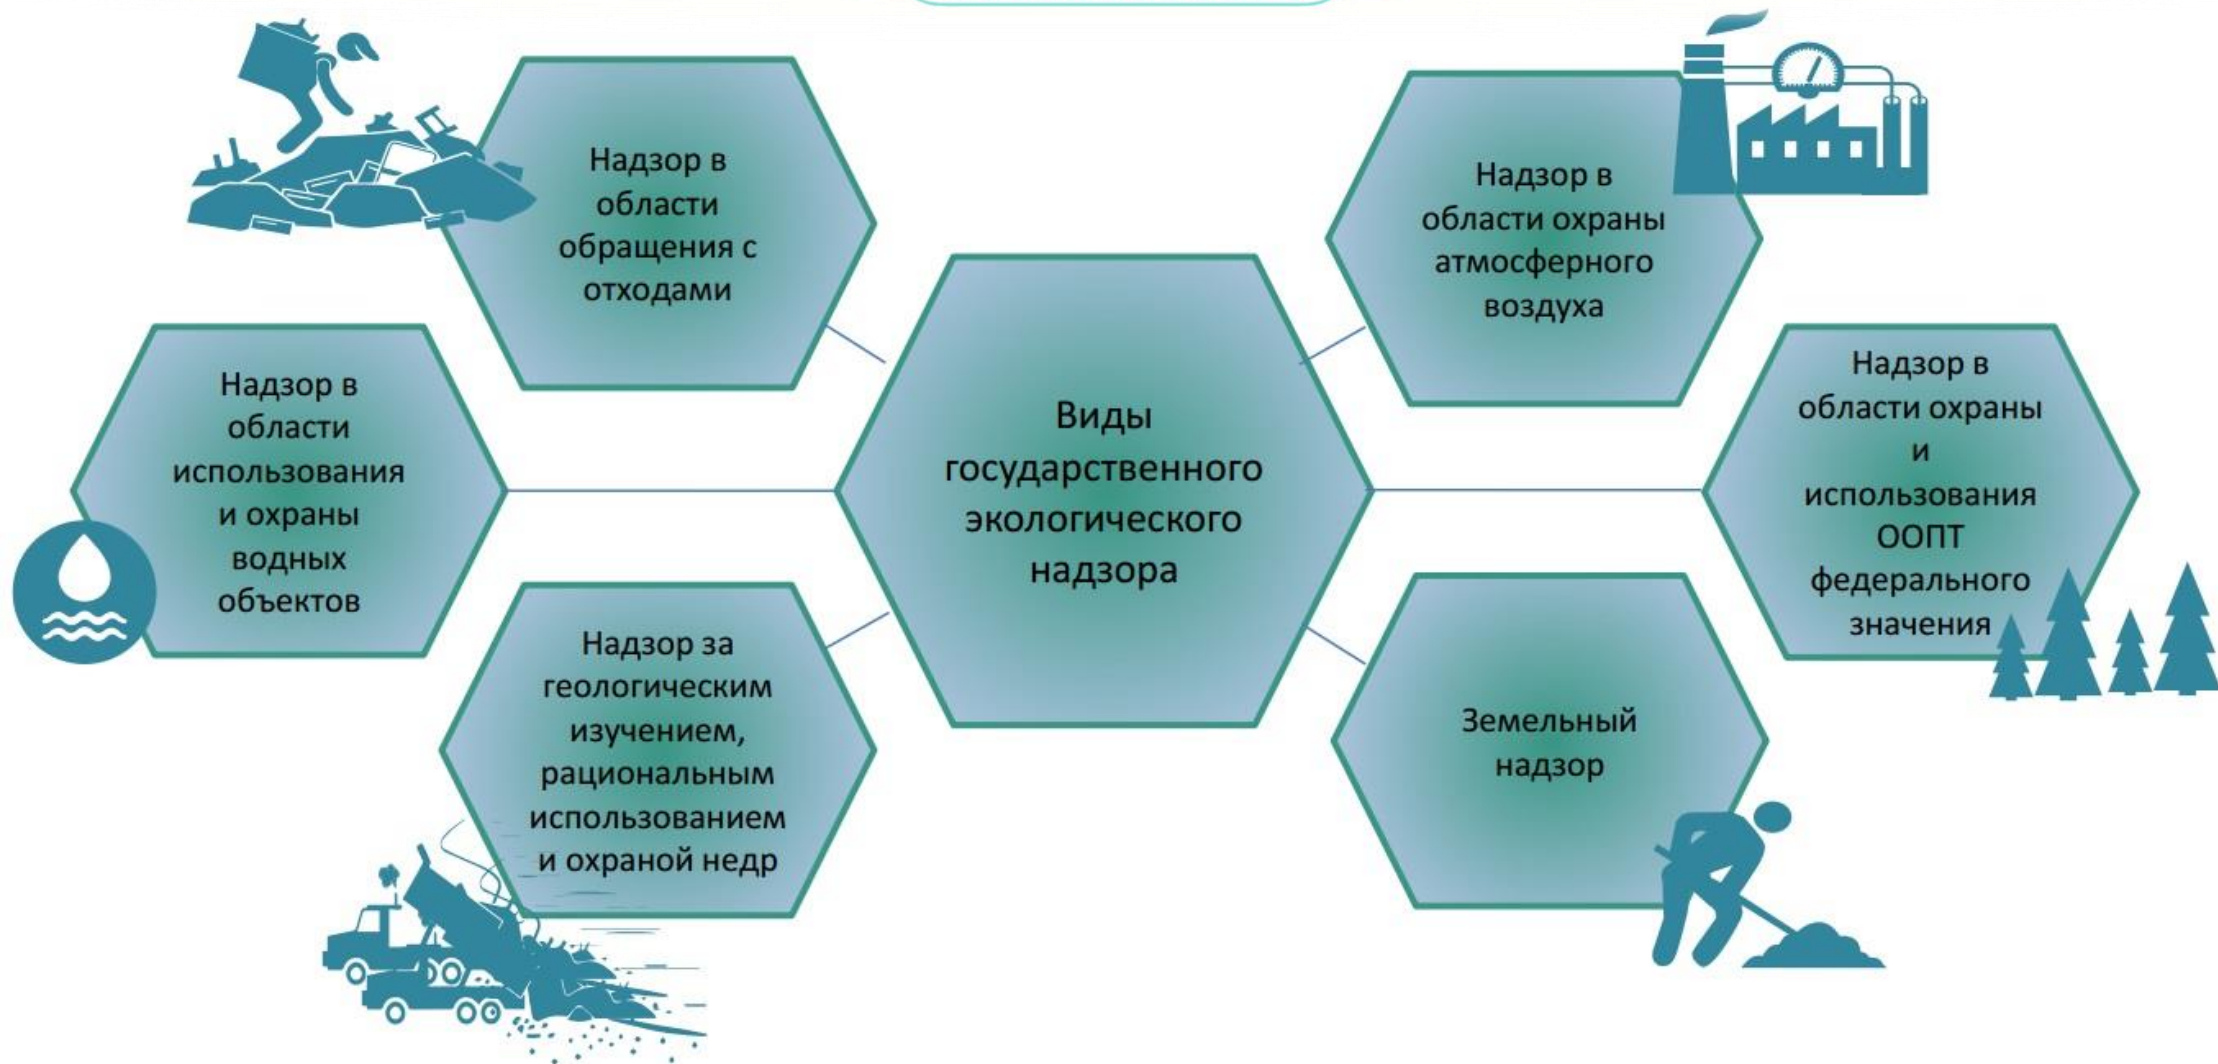 Надзор в
области
обращения с
отходами
Надзор в
области охраны
атмосферного
воздуха
Надзор в
области
использования
и охраны
водных
объектов
Виды
государственного
экологического
надзора
Надзор в
области охраны
и
использования
ООПТ
федерального
значения
Надзор за
геологическим
изучением,
рациональным
использованием
и охраной недр
Земельный
надзор